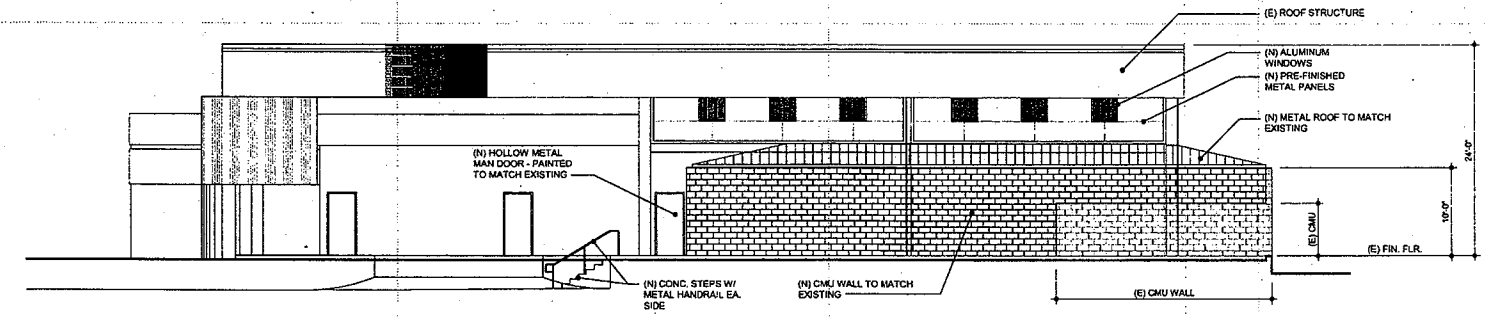 (E) ROOF STRUCTURE
(N) ALUMINUM
WINDOWS
(N) PRE-FINISHED
METAL PANELS
(N) METAL ROOF TO MATCH
EXISTING
(N) HOLLOW METAL
MAN DOOR - PAINTED
TO MATCH EXISTING
24'-0"
10'-0"
(E) CMU
(E) FIN. FLR.
(N) CONC. STEPS W/
METAL HANDRAIL EA.
SIDE
(N) CMU WALL TO MATCH
EXISTING
(E) CMU WALL